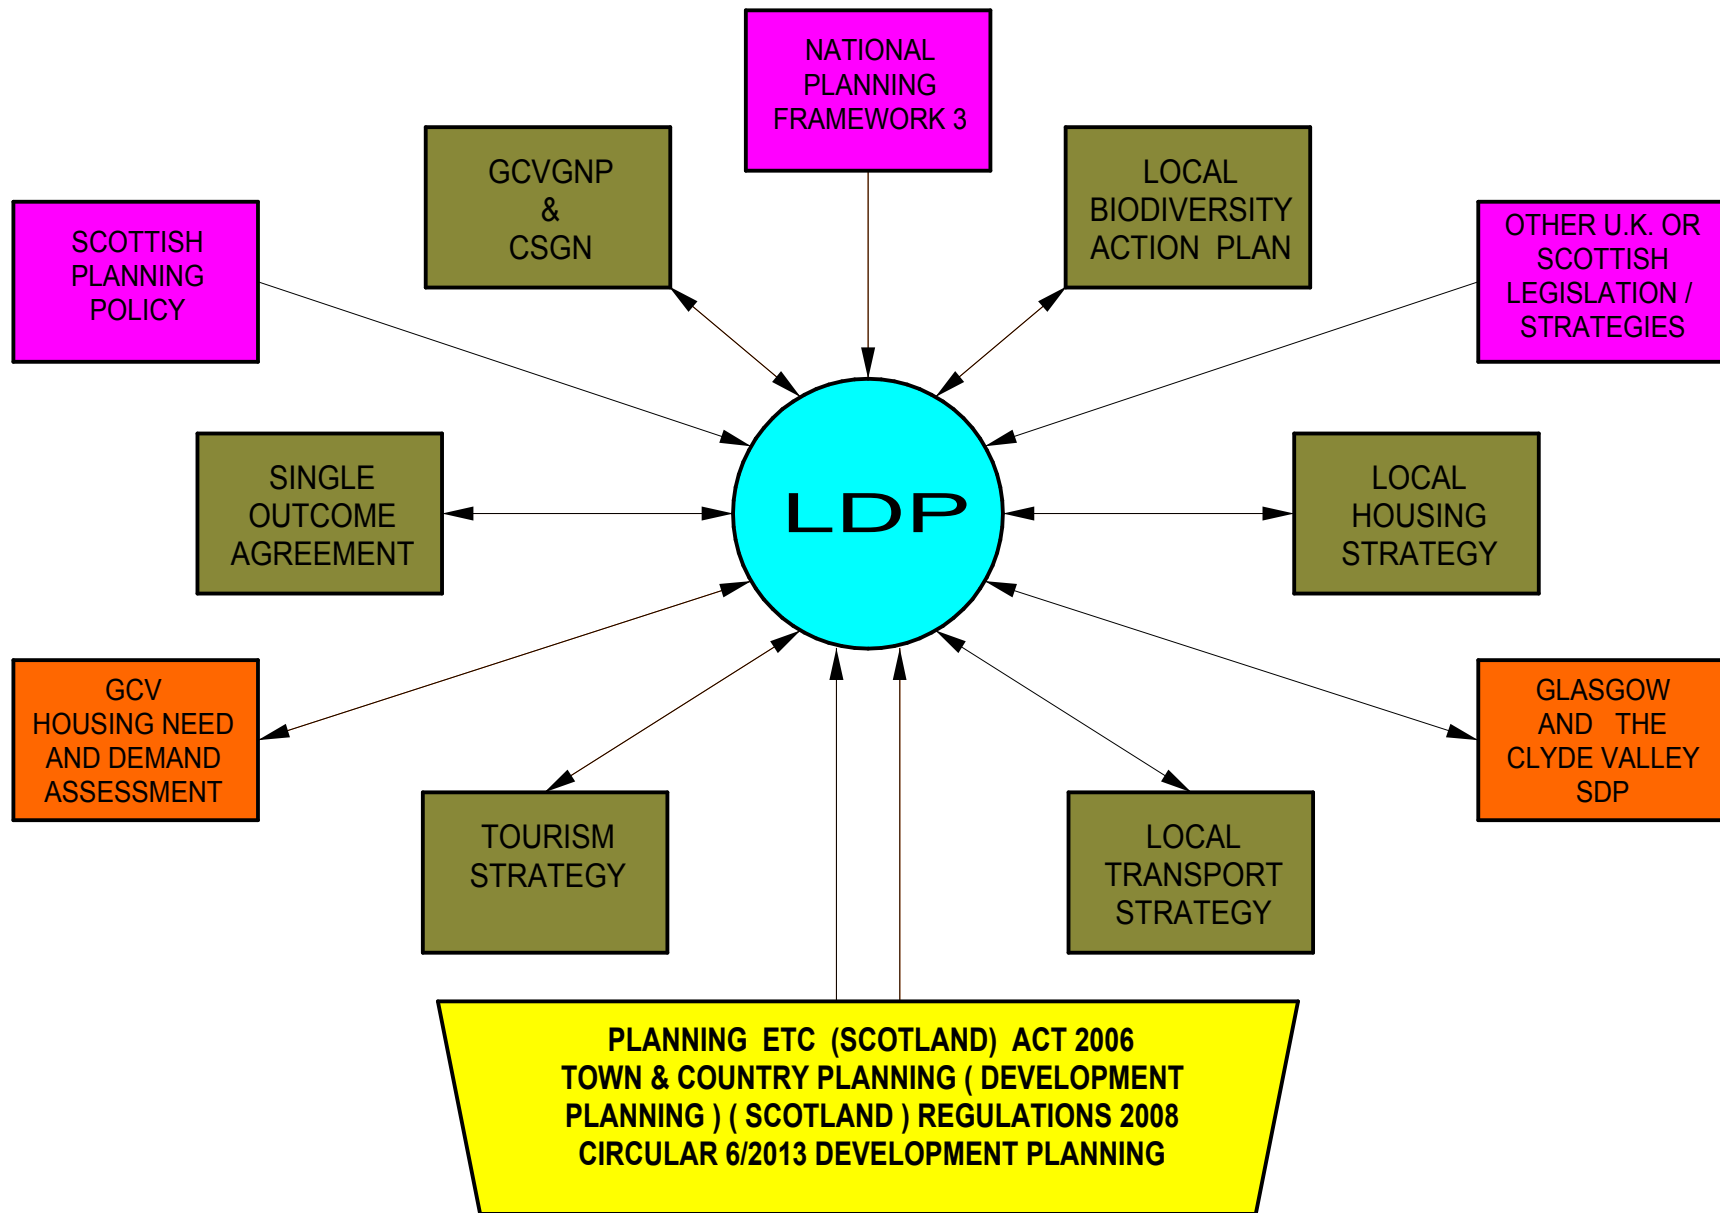 NATIONAL
PLANNING
FRAMEWORK 3
GCVGNP
&
CSGN
LOCAL
BIODIVERSITY
ACTION PLAN
SCOTTISH
PLANNING
POLICY
OTHER U.K. OR
SCOTTISH
LEGISLATION /
STRATEGIES
SINGLE
OUTCOME
AGREEMENT
LDP
LOCAL
HOUSING
STRATEGY
GCV
HOUSING NEED
AND DEMAND
ASSESSMENT
GLASGOW
AND THE
CLYDE VALLEY
SDP
TOURISM
STRATEGY
LOCAL
TRANSPORT
STRATEGY
PLANNING ETC (SCOTLAND) ACT 2006
TOWN & COUNTRY PLANNING ( DEVELOPMENT
PLANNING ) ( SCOTLAND ) REGULATIONS 2008
CIRCULAR 6/2013 DEVELOPMENT PLANNING